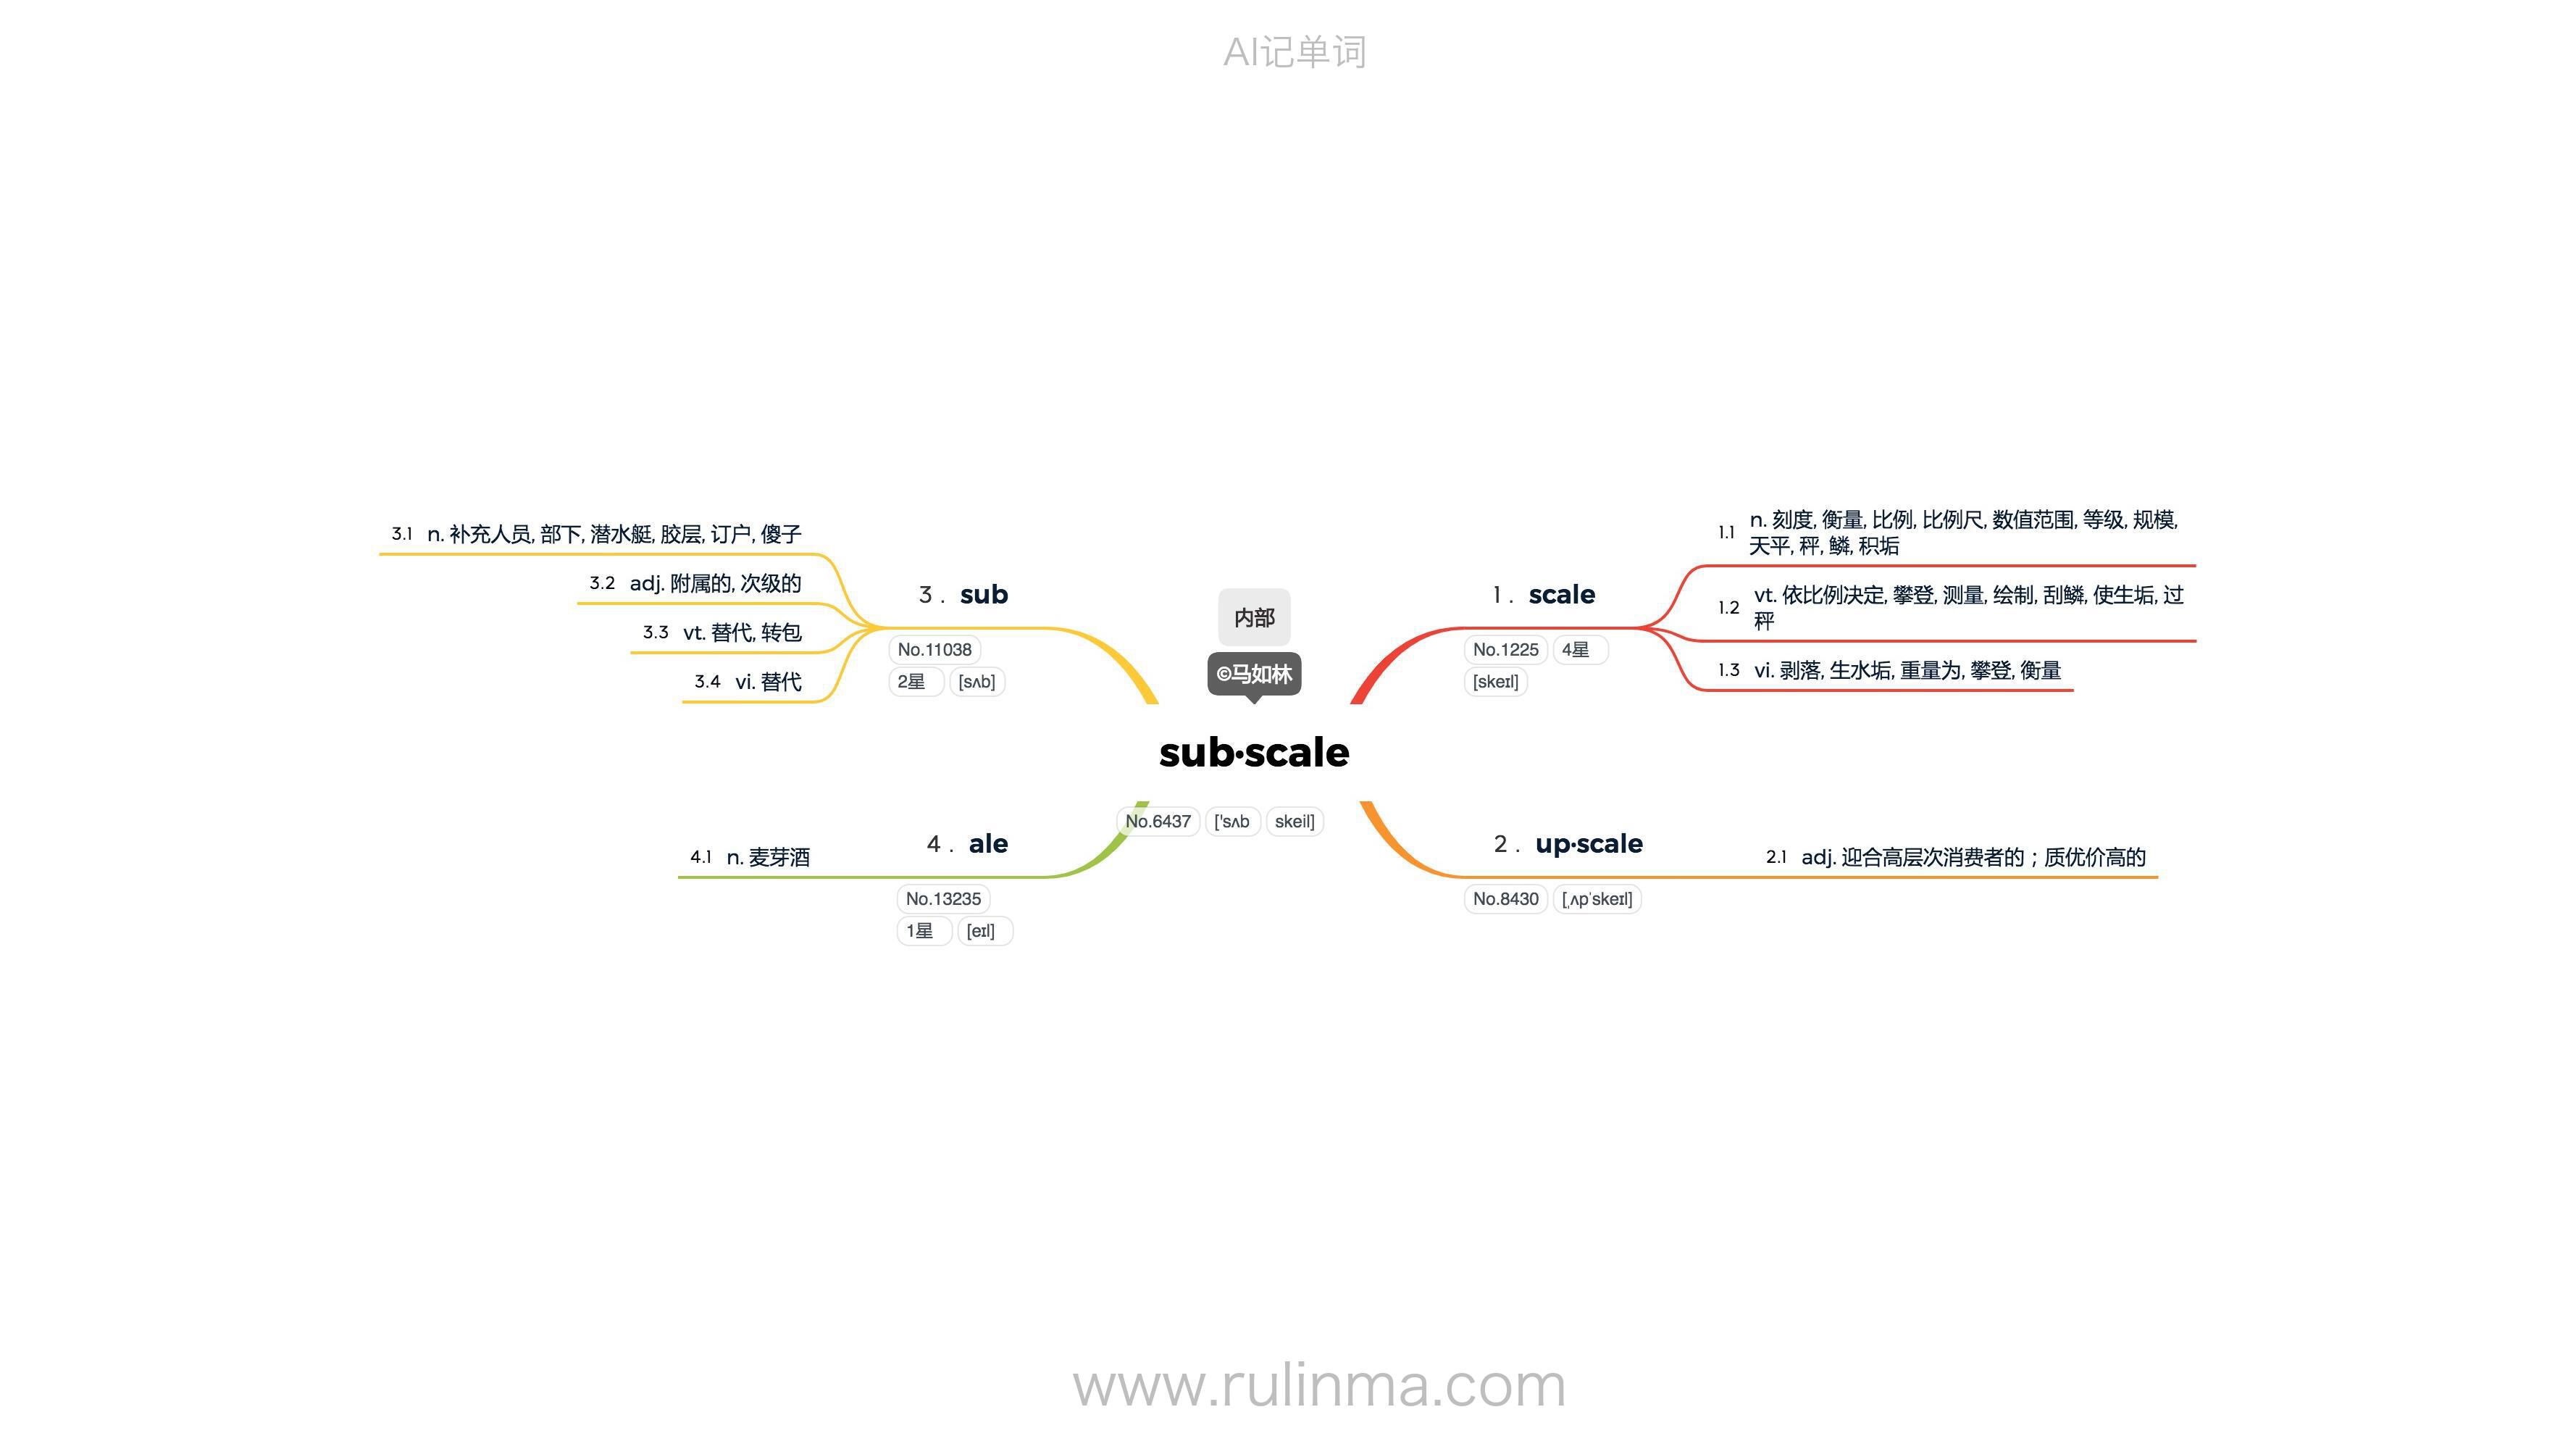 AI记单词
内部
©马如林
sub·scale
No.6437 ['sʌb skeil]
1 . scale
No.1225 4星
[skeɪl]
1.1 n. 刻度, 衡量, 比例, 比例尺, 数值范围, 等级, 规模,
天平, 秤, 鳞, 积垢
1.2 vt. 依比例决定, 攀登, 测量, 绘制, 刮鳞, 使生垢, 过
秤
1.3 vi. 剥落, 生水垢, 重量为, 攀登, 衡量
2 . up·scale
No.8430 [ˌʌpˈskeɪl]
2.1 adj. 迎合高层次消费者的；质优价高的
3 . sub
No.11038
2星 [sʌb]
3.1 n. 补充人员, 部下, 潜水艇, 胶层, 订户, 傻子
3.2 adj. 附属的, 次级的
3.3 vt. 替代, 转包
3.4 vi. 替代
4 . ale
No.13235
1星 [eɪl]
4.1 n. 麦芽酒
www.rulinma.com